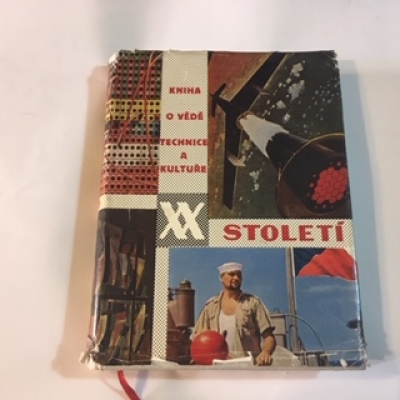 KNIHA
O VĚDĚ
TECHNICE A
KULTUŘE
XX
STOLETÍ